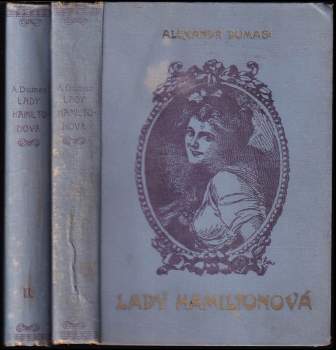 A. Dumas
LADY
HAMILTO-
NOVÁ
II.
A. Dumas
LADY
HAMILTO-
NOVÁ
ALEXANDR DUMAS
LADY HAMILTONOVÁ